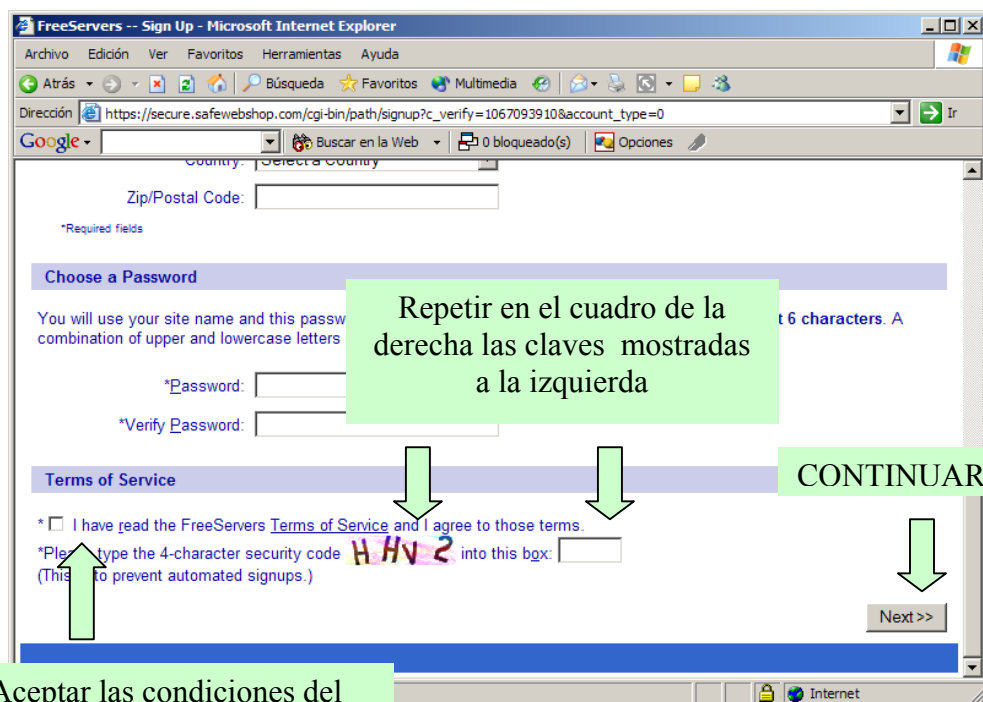 FreeServers -- Sign Up - Microsoft Internet Explorer
Archivo Edición Ver Favoritos Herramientas Ayuda
Atrás Búsqueda Favoritos Multimedia
Dirección https://secure.safewebshop.com/cgi-bin/path/signup?c_verify=1067093910&account_type=0 Ir
Google Buscar en la Web 0 bloqueado(s) Opciones
Country: Select a Country
Zip/Postal Code:
*Required fields
Choose a Password
You will use your site name and this passw
t 6 characters. A
combination of upper and lowercase letters
Repetir en el cuadro de la
derecha las claves mostradas
a la izquierda
*Password:
*Verify Password:
Terms of Service
CONTINUAR
* I have read the FreeServers Terms of Service and I agree to those terms.
*Please type the 4-character security code H HV 2 into this box:
(This to prevent automated signups.)
Next >>
Aceptar las condiciones del
Internet